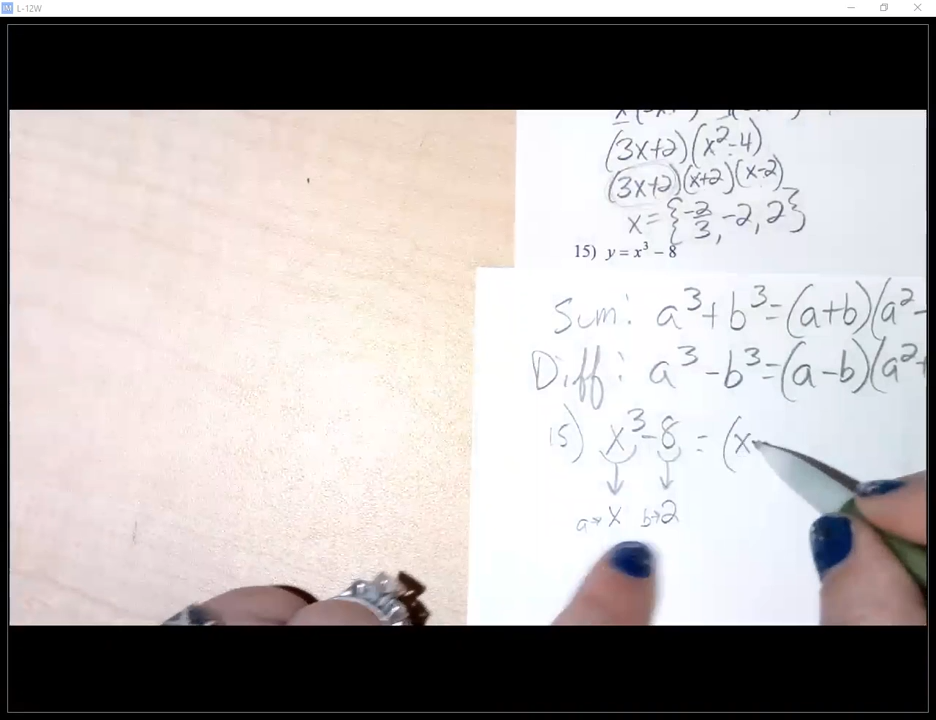 L-12W
(3x+2)(x²-4)
(3x+2)(x+2)(x-2)
x = {-2/3, -2, 2}
15) y = x³ − 8
Sum: a³+b³=(a+b)(a²-
Diff: a³-b³=(a-b)(a²+
15) x³-8 = (x-
a→x b→2